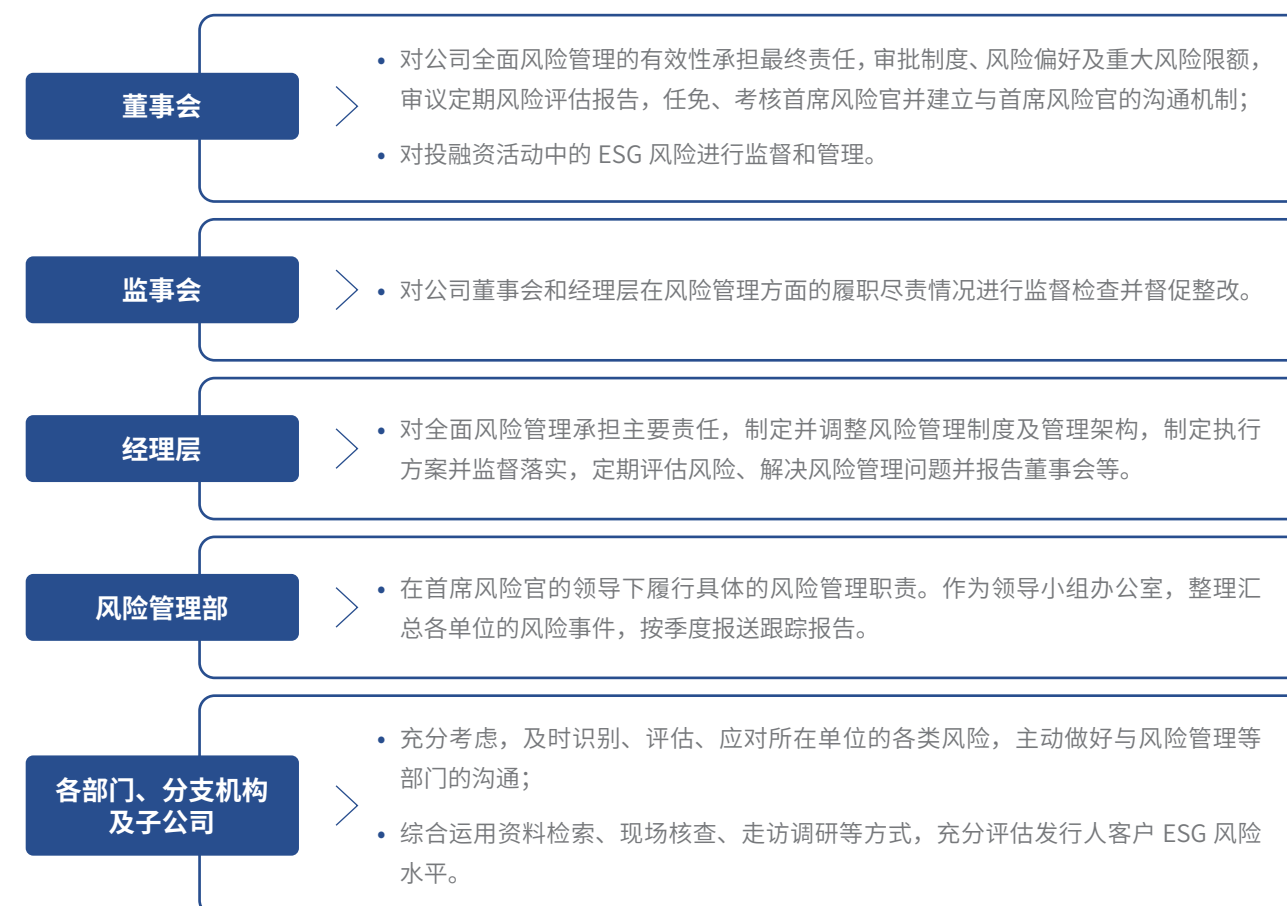 董事会
• 对公司全面风险管理的有效性承担最终责任，审批制度、风险偏好及重大风险限额，
审议定期风险评估报告，任免、考核首席风险官并建立与首席风险官的沟通机制；
• 对投融资活动中的 ESG 风险进行监督和管理。
监事会
• 对公司董事会和经理层在风险管理方面的履职尽责情况进行监督检查并督促整改。
经理层
• 对全面风险管理承担主要责任，制定并调整风险管理制度及管理架构，制定执行
方案并监督落实，定期评估风险、解决风险管理问题并报告董事会等。
风险管理部
• 在首席风险官的领导下履行具体的风险管理职责。作为领导小组办公室，整理汇
总各单位的风险事件，按季度报送跟踪报告。
各部门、分支机构
及子公司
• 充分考虑，及时识别、评估、应对所在单位的各类风险，主动做好与风险管理等
部门的沟通；
• 综合运用资料检索、现场核查、走访调研等方式，充分评估发行人客户 ESG 风险
水平。